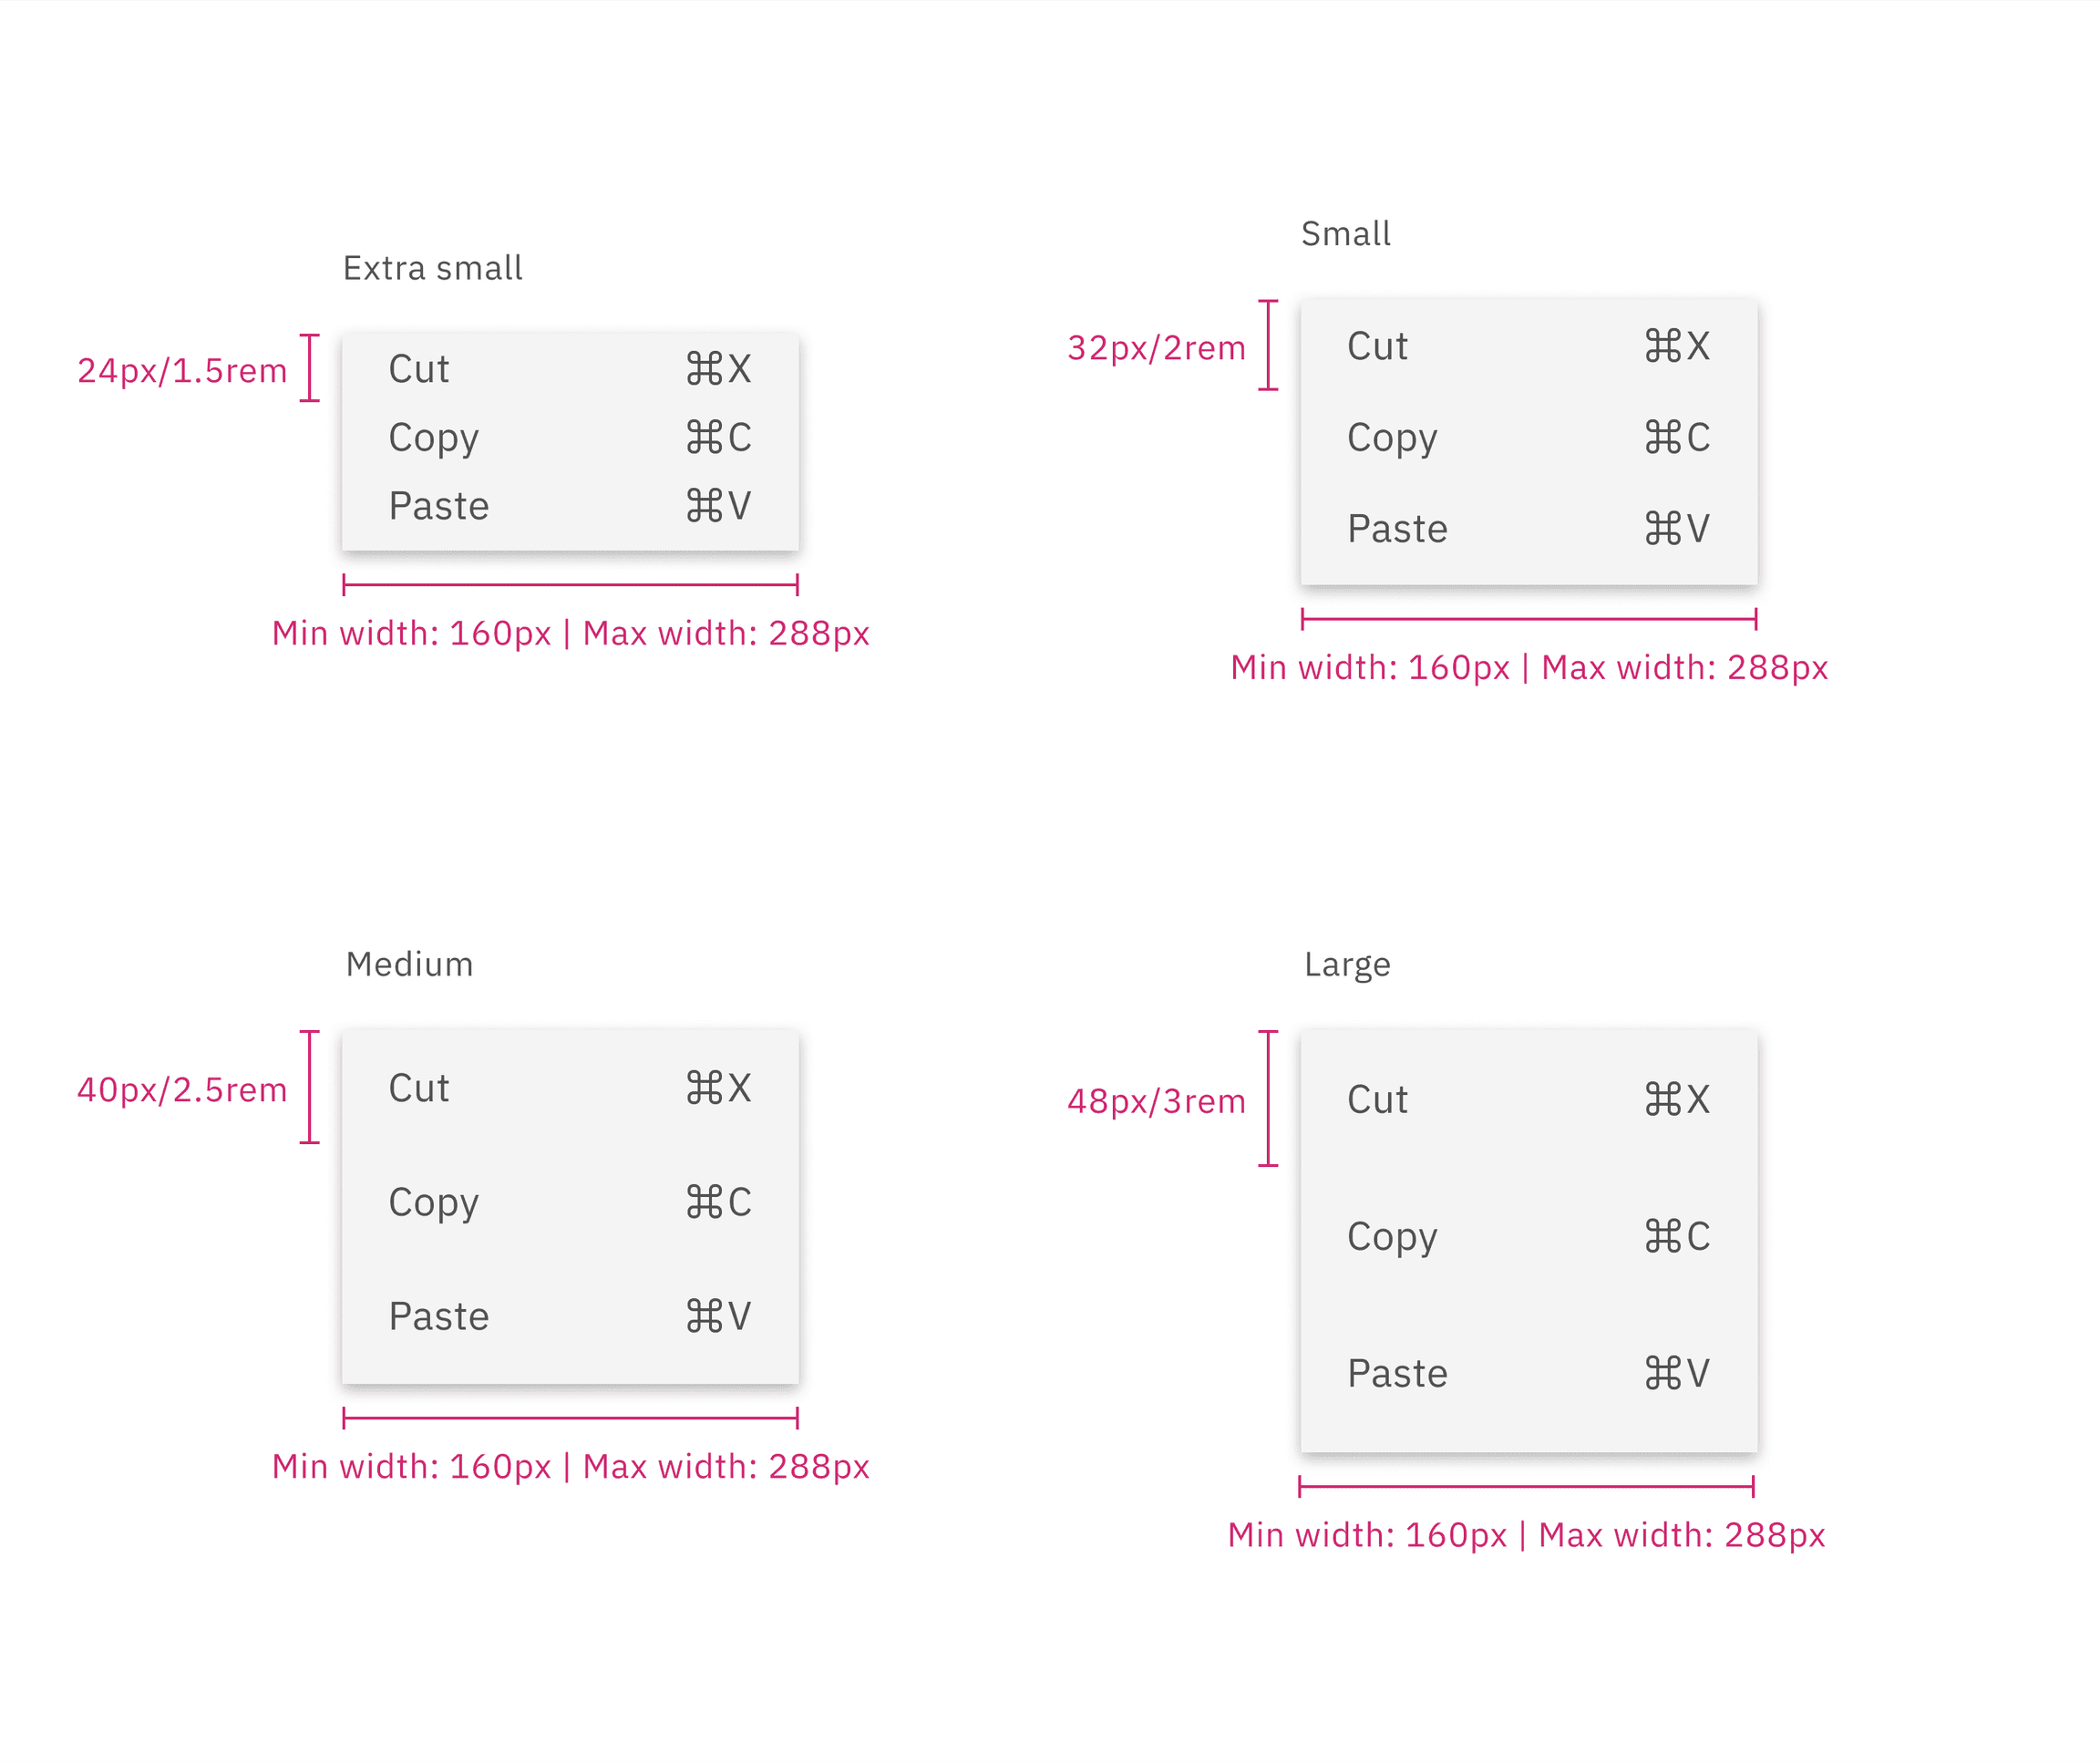 Extra small
24px/1.5rem
Cut ⌘X
Copy ⌘C
Paste ⌘V
Min width: 160px | Max width: 288px
Small
32px/2rem
Cut ⌘X
Copy ⌘C
Paste ⌘V
Min width: 160px | Max width: 288px
Medium
40px/2.5rem
Cut ⌘X
Copy ⌘C
Paste ⌘V
Min width: 160px | Max width: 288px
Large
48px/3rem
Cut ⌘X
Copy ⌘C
Paste ⌘V
Min width: 160px | Max width: 288px